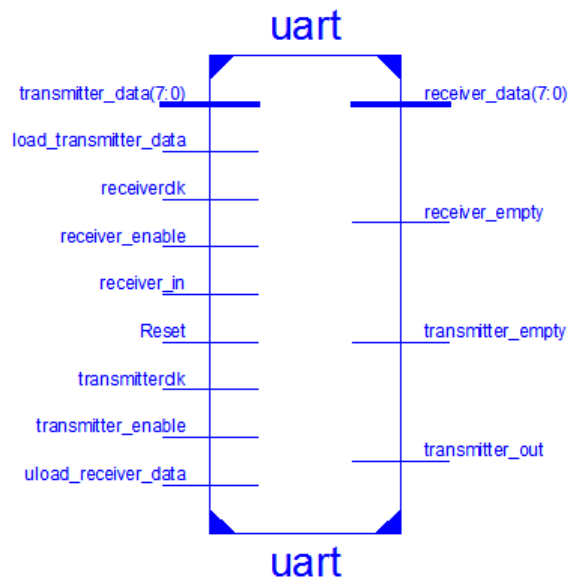 uart
transmitter_data(7:0)
load_transmitter_data
receiverclk
receiver_enable
receiver_in
Reset
transmitterclk
transmitter_enable
uload_receiver_data
receiver_data(7:0)
receiver_empty
transmitter_empty
transmitter_out
uart